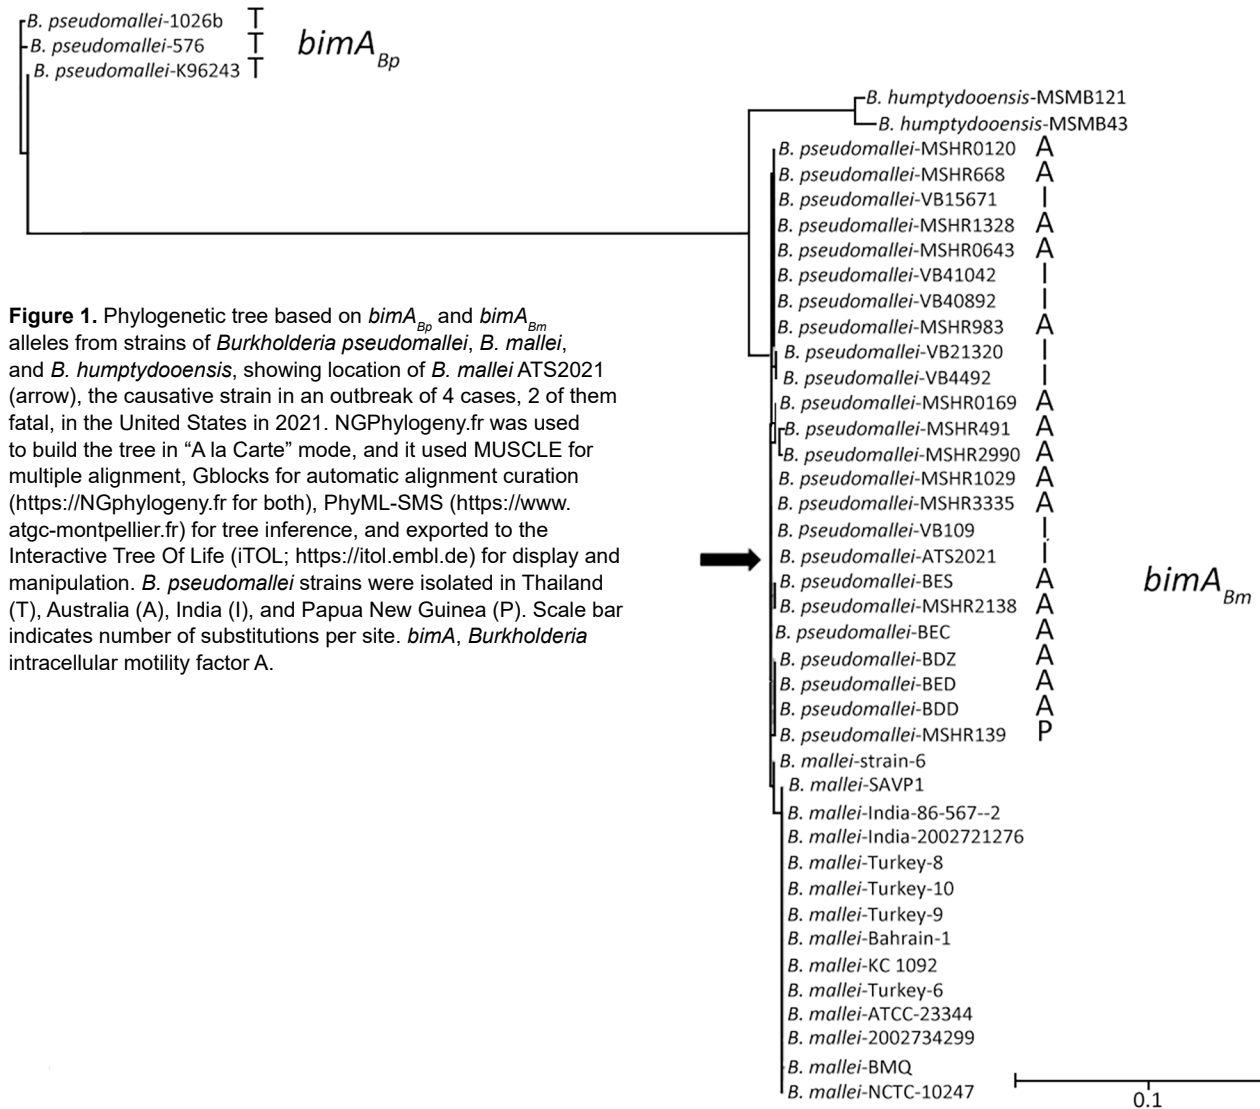 B. pseudomallei-1026b T
B. pseudomallei-576 T
B. pseudomallei-K96243 T
bimA Bp
B. humptydooensis-MSMB121
B. humptydooensis-MSMB43
B. pseudomallei-MSHR0120 A
B. pseudomallei-MSHR668 A
B. pseudomallei-VB15671 I
B. pseudomallei-MSHR1328 A
B. pseudomallei-MSHR0643 A
B. pseudomallei-VB41042 I
B. pseudomallei-VB40892 I
B. pseudomallei-MSHR983 A
B. pseudomallei-VB21320 I
B. pseudomallei-VB4492 I
B. pseudomallei-MSHR0169 A
B. pseudomallei-MSHR491 A
B. pseudomallei-MSHR2990 A
B. pseudomallei-MSHR1029 A
B. pseudomallei-MSHR3335 A
B. pseudomallei-VB109 I
B. pseudomallei-ATS2021 I
B. pseudomallei-BES A
B. pseudomallei-MSHR2138 A
B. pseudomallei-BEC A
B. pseudomallei-BDZ A
B. pseudomallei-BED A
B. pseudomallei-BDD A
B. pseudomallei-MSHR139 P
B. mallei-strain-6
B. mallei-SAVP1
B. mallei-India-86-567--2
B. mallei-India-2002721276
B. mallei-Turkey-8
B. mallei-Turkey-10
B. mallei-Turkey-9
B. mallei-Bahrain-1
B. mallei-KC 1092
B. mallei-Turkey-6
B. mallei-ATCC-23344
B. mallei-2002734299
B. mallei-BMQ
B. mallei-NCTC-10247
bimA Bm
0.1
Figure 1. Phylogenetic tree based on bimA Bp and bimA Bm
alleles from strains of Burkholderia pseudomallei, B. mallei,
and B. humptydooensis, showing location of B. mallei ATS2021
(arrow), the causative strain in an outbreak of 4 cases, 2 of them
fatal, in the United States in 2021. NGPhylogeny.fr was used
to build the tree in “A la Carte” mode, and it used MUSCLE for
multiple alignment, Gblocks for automatic alignment curation
(https://NGphylogeny.fr for both), PhyML-SMS (https://www.
atgc-montpellier.fr) for tree inference, and exported to the
Interactive Tree Of Life (iTOL; https://itol.embl.de) for display and
manipulation. B. pseudomallei strains were isolated in Thailand
(T), Australia (A), India (I), and Papua New Guinea (P). Scale bar
indicates number of substitutions per site. bimA, Burkholderia
intracellular motility factor A.